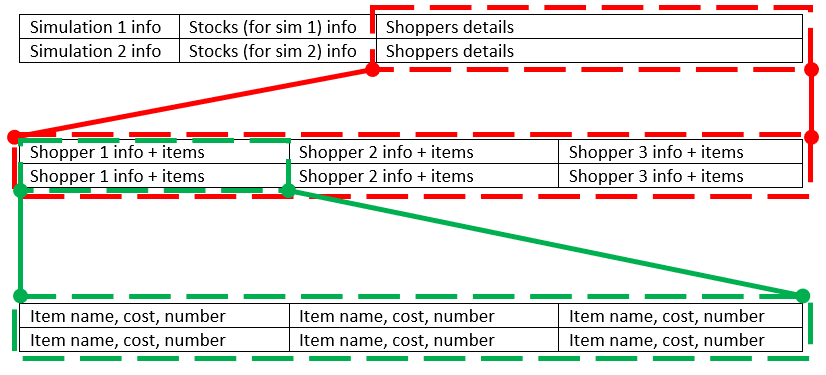 Simulation 1 info Stocks (for sim 1) info Shoppers details
Simulation 2 info Stocks (for sim 2) info Shoppers details
Shopper 1 info + items Shopper 2 info + items Shopper 3 info + items
Shopper 1 info + items Shopper 2 info + items Shopper 3 info + items
Item name, cost, number Item name, cost, number Item name, cost, number
Item name, cost, number Item name, cost, number Item name, cost, number